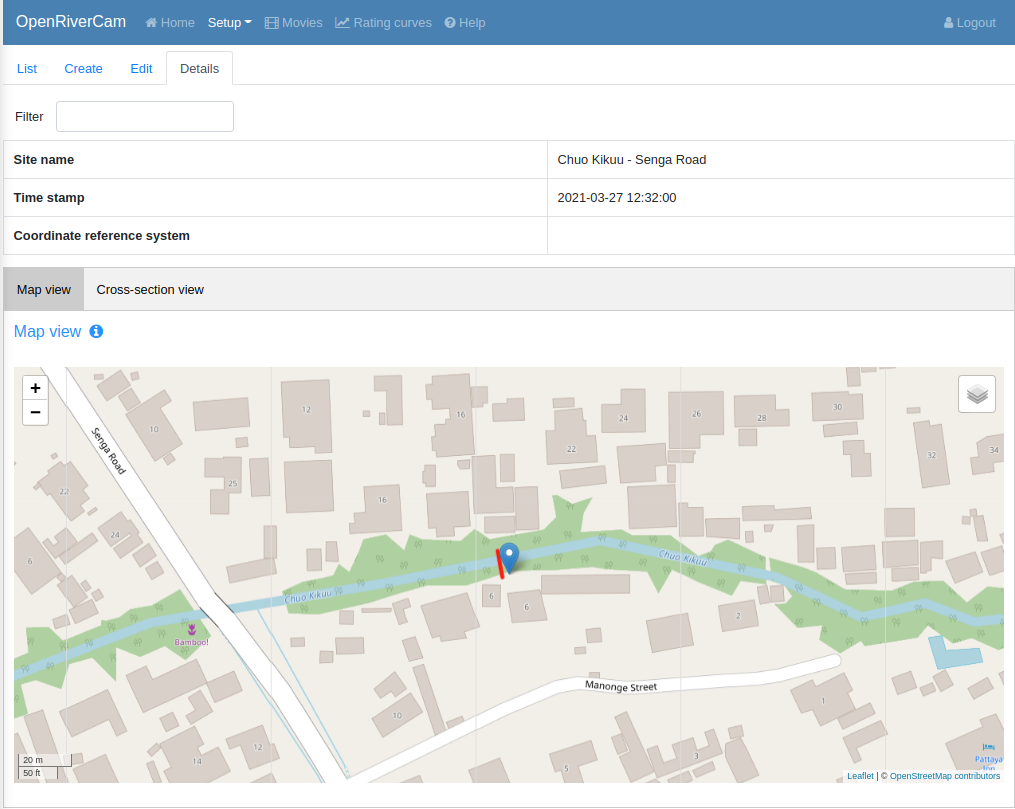 OpenRiverCam Home Setup Movies Rating curves Help Logout
List Create Edit Details
Filter
Site name Chuo Kikuu - Senga Road
Time stamp 2021-03-27 12:32:00
Coordinate reference system
Map view Cross-section view
Map view
+
−
10
12
16
24
26
28
30
Senga Road
22
32
34
22
25
16
24
6
Chuo Kikuu
Chuo Kikuu
6
6
2
4
Bamboo!
Manonge Street
1
10
12
14
3
5
20 m
50 ft
Pattaya
Inn
Leaflet | © OpenStreetMap contributors